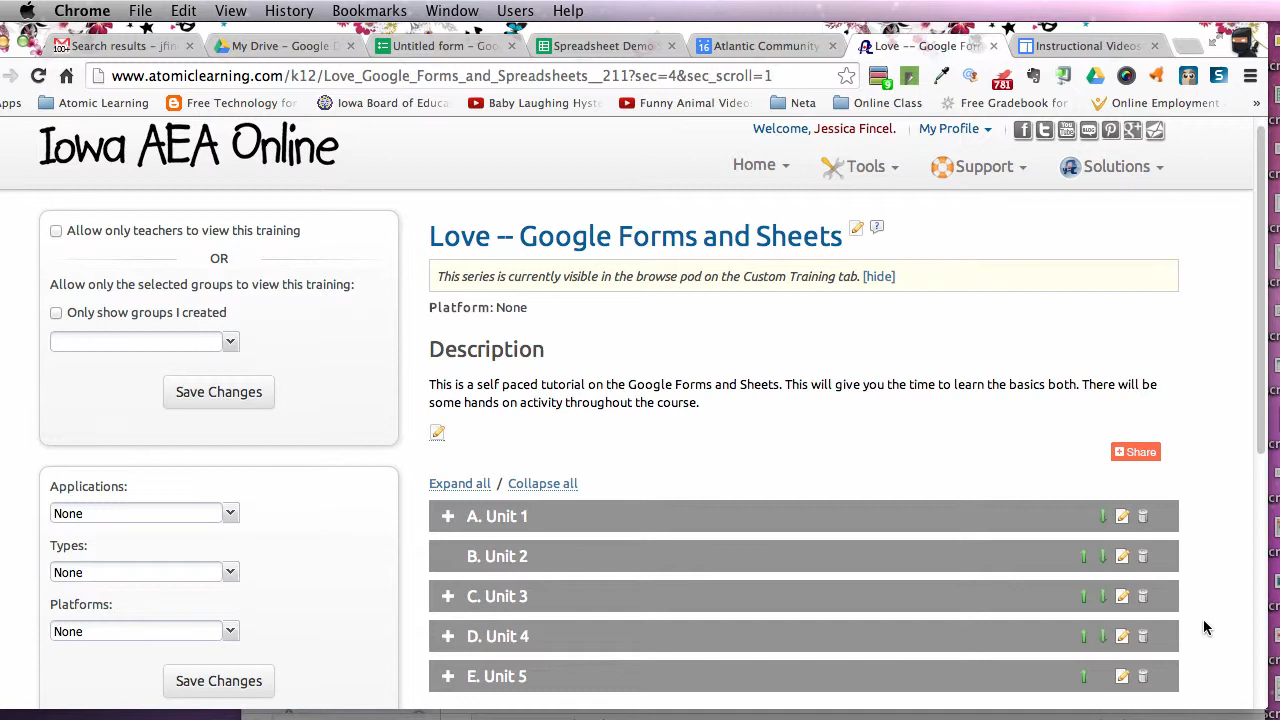 Chrome File Edit View History Bookmarks Window Users Help
Search results – jfin
My Drive – Goog
Untitled form – Go
Spreadsheet Demo
Atlantic Commun
Love -- Google Fo
Instructional Video
www.atomiclearning.com/k12/Love_Google_Forms_and_Spreadsheets__211?sec=4&sec_scroll=1
9
781
Apps Atomic Learning Free Technology for Iowa Board of Educa Baby Laughing Hyste Funny Animal Video Neta Online Class Free Gradebook for Online Employment »
Iowa AEA Online
Welcome, Jessica Fincel. My Profile
Home Tools Support Solutions
Allow only teachers to view this training
OR
Allow only the selected groups to view this training:
Only show groups I created
Save Changes
Applications:
None
Types:
None
Platforms:
None
Save Changes
Love -- Google Forms and Sheets
This series is currently visible in the browse pod on the Custom Training tab. [hide]
Platform: None
Description
This is a self paced tutorial on the Google Forms and Sheets. This will give you the time to learn the basics both. There will be
some hands on activity throughout the course.
Share
Expand all / Collapse all
A. Unit 1
B. Unit 2
C. Unit 3
D. Unit 4
E. Unit 5